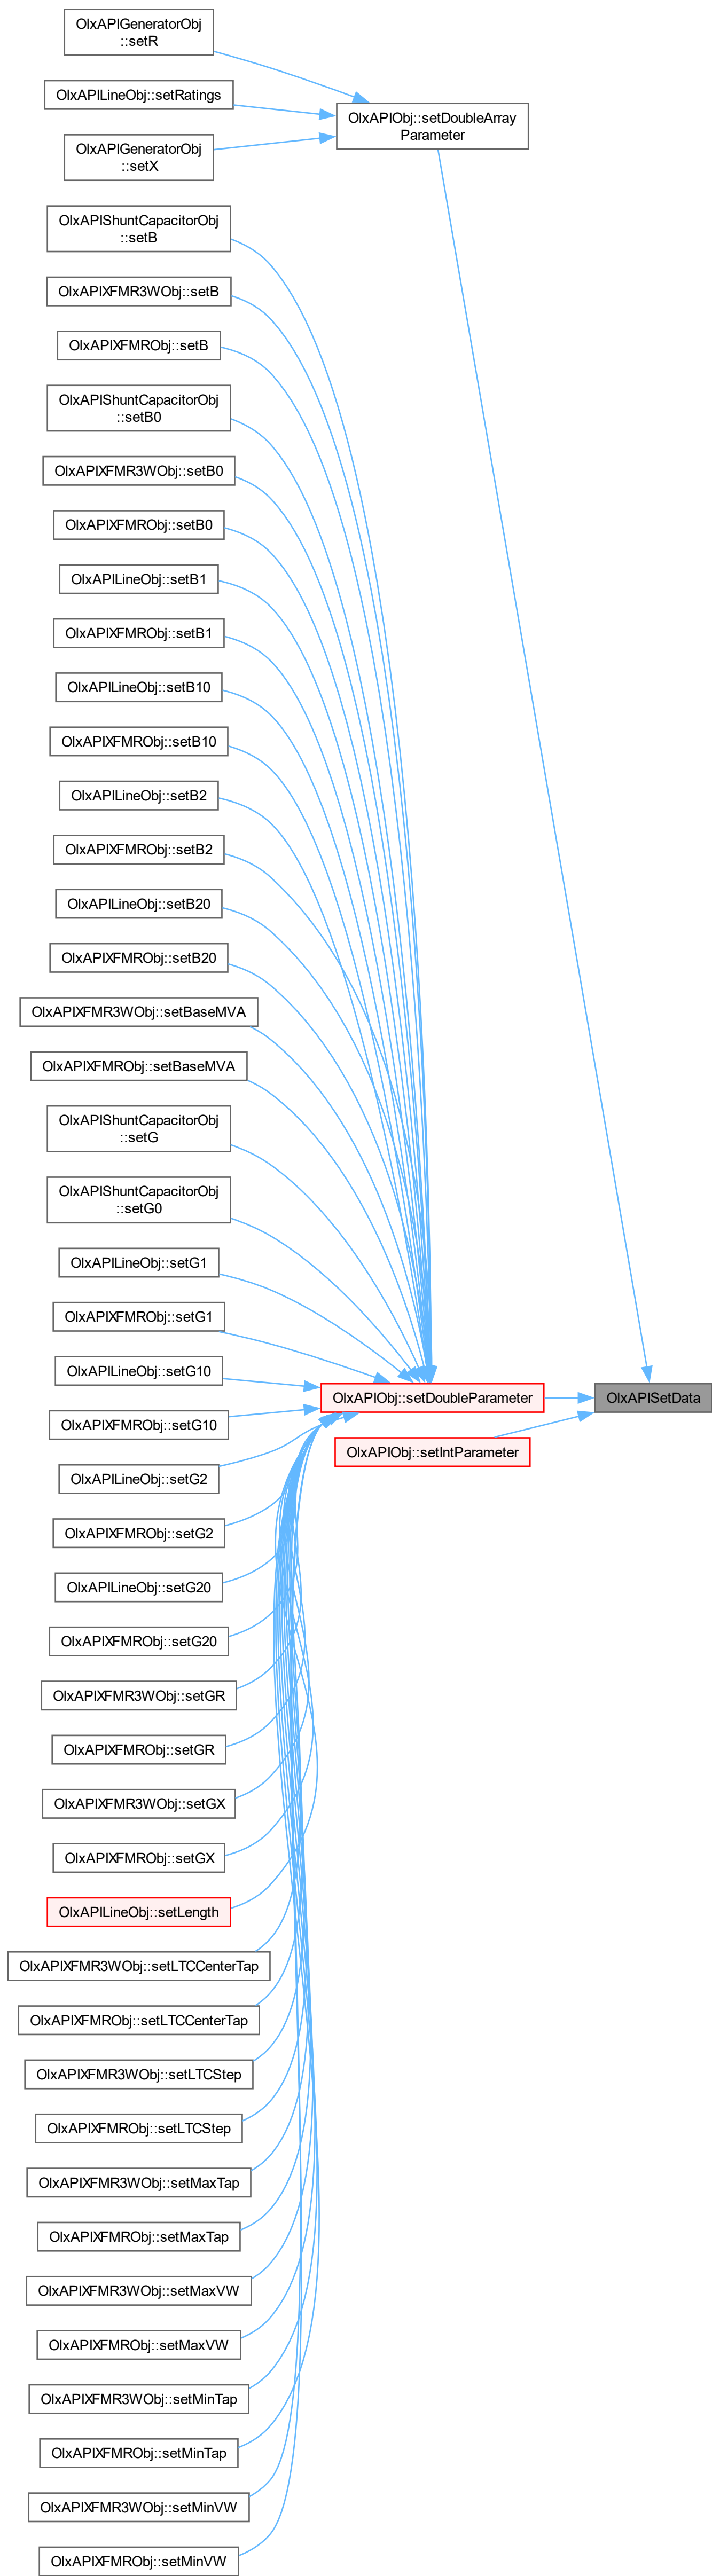 OlxAPIGeneratorObj
::setR
OlxAPILineObj::setRatings
OlxAPIObj::setDoubleArray
Parameter
OlxAPIGeneratorObj
::setX
OlxAPIShuntCapacitorObj
::setB
OlxAPIXFMR3WObj::setB
OlxAPIXFMRObj::setB
OlxAPIShuntCapacitorObj
::setB0
OlxAPIXFMR3WObj::setB0
OlxAPIXFMRObj::setB0
OlxAPILineObj::setB1
OlxAPIXFMRObj::setB1
OlxAPILineObj::setB10
OlxAPIXFMRObj::setB10
OlxAPILineObj::setB2
OlxAPIXFMRObj::setB2
OlxAPILineObj::setB20
OlxAPIXFMRObj::setB20
OlxAPIXFMR3WObj::setBaseMVA
OlxAPIXFMRObj::setBaseMVA
OlxAPIShuntCapacitorObj
::setG
OlxAPIShuntCapacitorObj
::setG0
OlxAPILineObj::setG1
OlxAPIXFMRObj::setG1
OlxAPILineObj::setG10
OlxAPIObj::setDoubleParameter
OlxAPISetData
OlxAPIXFMRObj::setG10
OlxAPIObj::setIntParameter
OlxAPILineObj::setG2
OlxAPIXFMRObj::setG2
OlxAPILineObj::setG20
OlxAPIXFMRObj::setG20
OlxAPIXFMR3WObj::setGR
OlxAPIXFMRObj::setGR
OlxAPIXFMR3WObj::setGX
OlxAPIXFMRObj::setGX
OlxAPILineObj::setLength
OlxAPIXFMR3WObj::setLTCCenterTap
OlxAPIXFMRObj::setLTCCenterTap
OlxAPIXFMR3WObj::setLTCStep
OlxAPIXFMRObj::setLTCStep
OlxAPIXFMR3WObj::setMaxTap
OlxAPIXFMRObj::setMaxTap
OlxAPIXFMR3WObj::setMaxVW
OlxAPIXFMRObj::setMaxVW
OlxAPIXFMR3WObj::setMinTap
OlxAPIXFMRObj::setMinTap
OlxAPIXFMR3WObj::setMinVW
OlxAPIXFMRObj::setMinVW